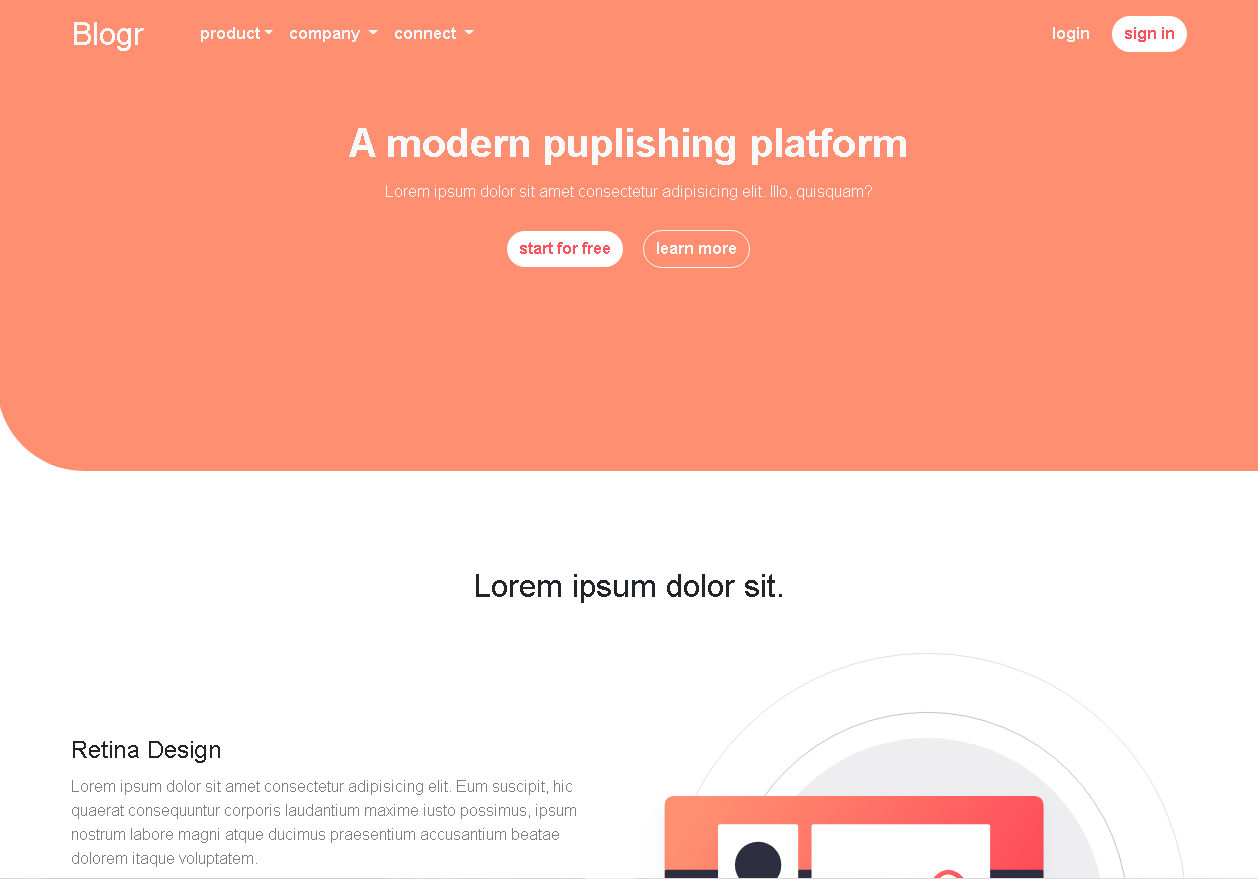 Blogr
product
company
connect
login
sign in
A modern puplishing platform
Lorem ipsum dolor sit amet consectetur adipisicing elit. Illo, quisquam?
start for free
learn more
Lorem ipsum dolor sit.
Retina Design
Lorem ipsum dolor sit amet consectetur adipisicing elit. Eum suscipit, hic
quaerat consequuntur corporis laudantium maxime iusto possimus, ipsum
nostrum labore magni atque ducimus praesentium accusantium beatae
dolorem itaque voluptatem.